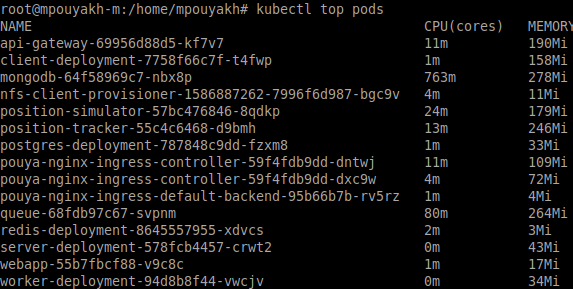 root@mpouyakh-m:/home/mpouyakh# kubectl top pods
NAME CPU(cores) MEMORY
api-gateway-69956d88d5-kf7v7 11m 190Mi
client-deployment-7758f66c7f-t4fwp 1m 158Mi
mongodb-64f58969c7-nbx8p 763m 278Mi
nfs-client-provisioner-1586887262-7996f6d987-bgc9v 4m 11Mi
position-simulator-57bc476846-8qdkp 24m 179Mi
position-tracker-55c4c6468-d9bmh 13m 246Mi
postgres-deployment-787848c9dd-fzxm8 1m 33Mi
pouya-nginx-ingress-controller-59f4fdb9dd-dntwj 11m 109Mi
pouya-nginx-ingress-controller-59f4fdb9dd-dxc9w 4m 72Mi
pouya-nginx-ingress-default-backend-95b66b7b-rv5rz 1m 4Mi
queue-68fdb97c67-svpnm 80m 264Mi
redis-deployment-8645557955-xdvcs 2m 3Mi
server-deployment-578fcb4457-crwt2 0m 43Mi
webapp-55b7fbcf88-v9c8c 1m 17Mi
worker-deployment-94d8b8f44-vwcjv 0m 34Mi